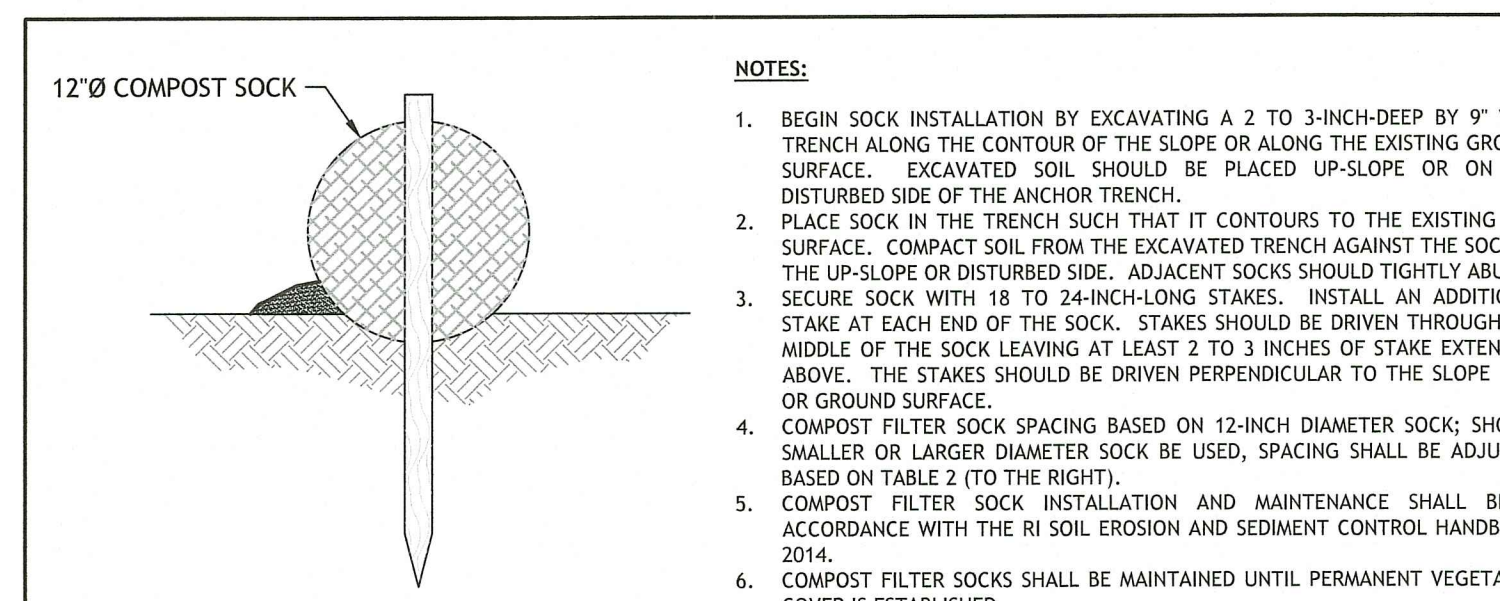 12"Ø COMPOST SOCK
NOTES:
1. BEGIN SOCK INSTALLATION BY EXCAVATING A 2 TO 3-INCH-DEEP BY 9"
TRENCH ALONG THE CONTOUR OF THE SLOPE OR ALONG THE EXISTING
SURFACE. EXCAVATED SOIL SHOULD BE PLACED UP-SLOPE OR ON
DISTURBED SIDE OF THE ANCHOR TRENCH.
2. PLACE SOCK IN THE TRENCH SUCH THAT IT CONTOURS TO THE EXISTING
SURFACE. COMPACT SOIL FROM THE EXCAVATED TRENCH AGAINST THE SOC
THE UP-SLOPE OR DISTURBED SIDE. ADJACENT SOCKS SHOULD TIGHTLY ABU
3. SECURE SOCK WITH 18 TO 24-INCH-LONG STAKES. INSTALL AN ADDITIO
STAKE AT EACH END OF THE SOCK. STAKES SHOULD BE DRIVEN THROUGH
MIDDLE OF THE SOCK LEAVING AT LEAST 2 TO 3 INCHES OF STAKE EXTEN
ABOVE. THE STAKES SHOULD BE DRIVEN PERPENDICULAR TO THE SLOPE
OR GROUND SURFACE.
4. COMPOST FILTER SOCK SPACING BASED ON 12-INCH DIAMETER SOCK; SHO
SMALLER OR LARGER DIAMETER SOCK BE USED, SPACING SHALL BE ADJU
BASED ON TABLE 2 (TO THE RIGHT).
5. COMPOST FILTER SOCK INSTALLATION AND MAINTENANCE SHALL B
ACCORDANCE WITH THE RI SOIL EROSION AND SEDIMENT CONTROL HANDB
2014.
6. COMPOST FILTER SOCKS SHALL BE MAINTAINED UNTIL PERMANENT VEGETA
COVER IS ESTABLISHED